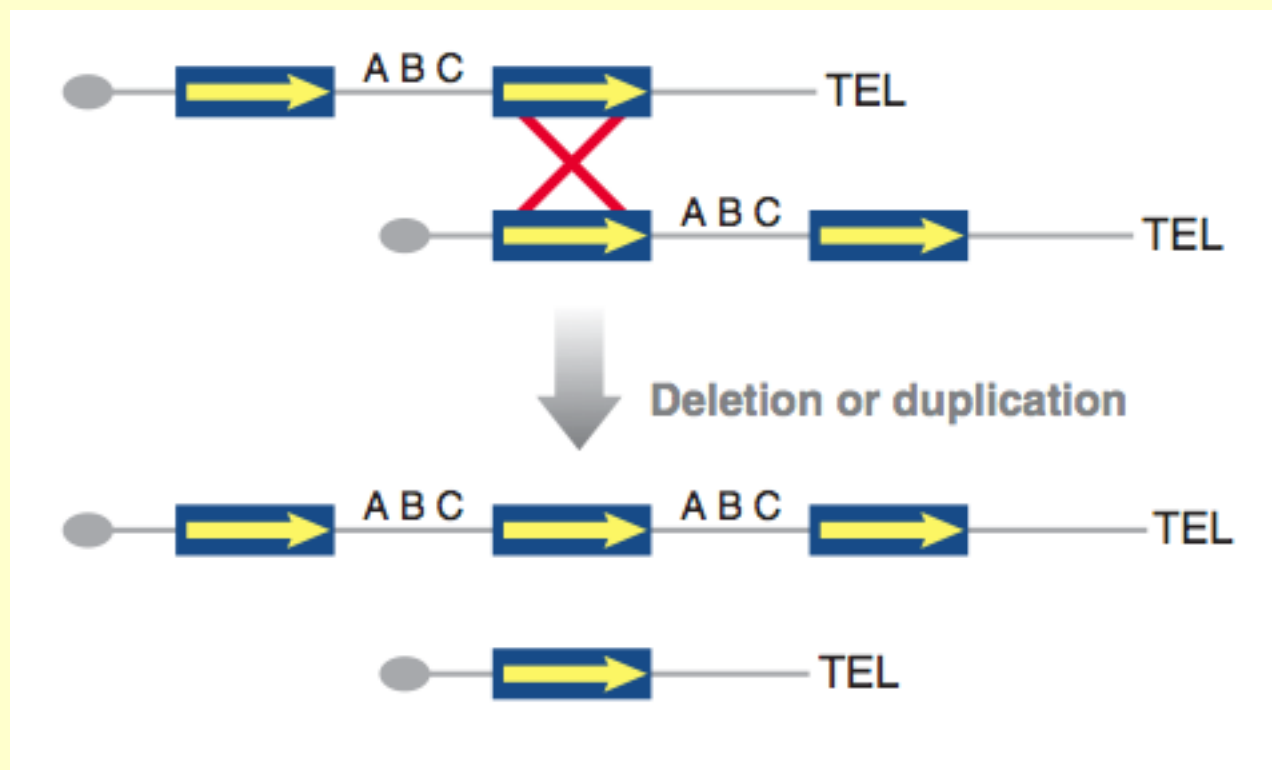 A B C
TEL
A B C
TEL
Deletion or duplication
A B C A B C
TEL
TEL